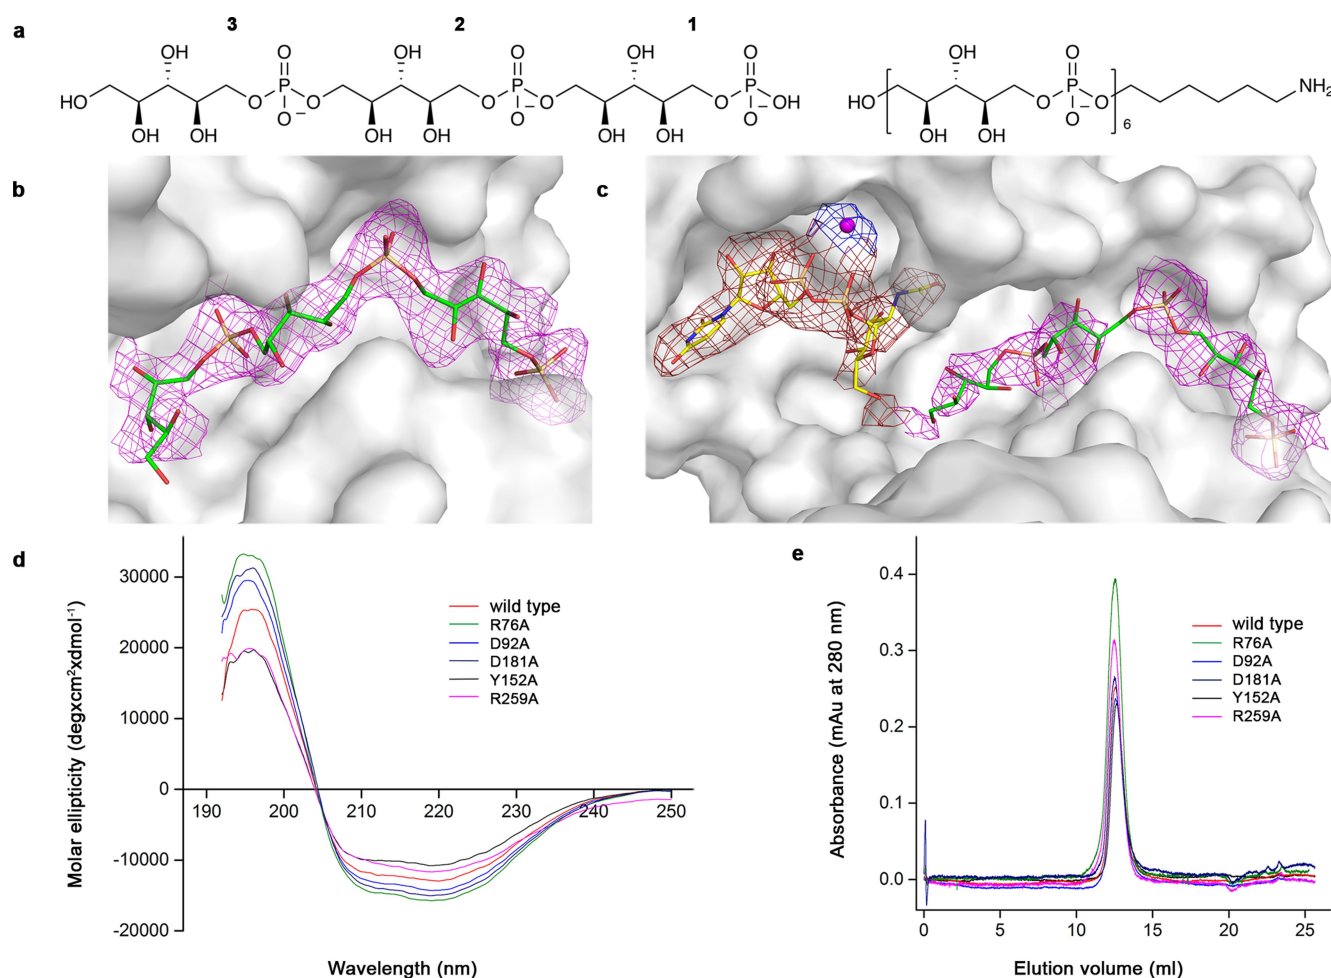 a
3 2 1
OH O OH O OH O OH O
HO O P O O P O O P OH HO O P O NH2
O− O− O− O− 6
OH OH OH OH OH OH OH OH
b
c
d
30000
20000
10000
0
-10000
-20000
190 200 210 220 230 240 250
Molar ellipticity (degxcm²xdmol⁻¹)
Wavelength (nm)
wild type
R76A
D92A
D181A
Y152A
R259A
e
0.4
0.3
0.2
0.1
0.0
0 5 10 15 20 25
Absorbance (mAu at 280 nm)
Elution volume (ml)
wild type
R76A
D92A
D181A
Y152A
R259A